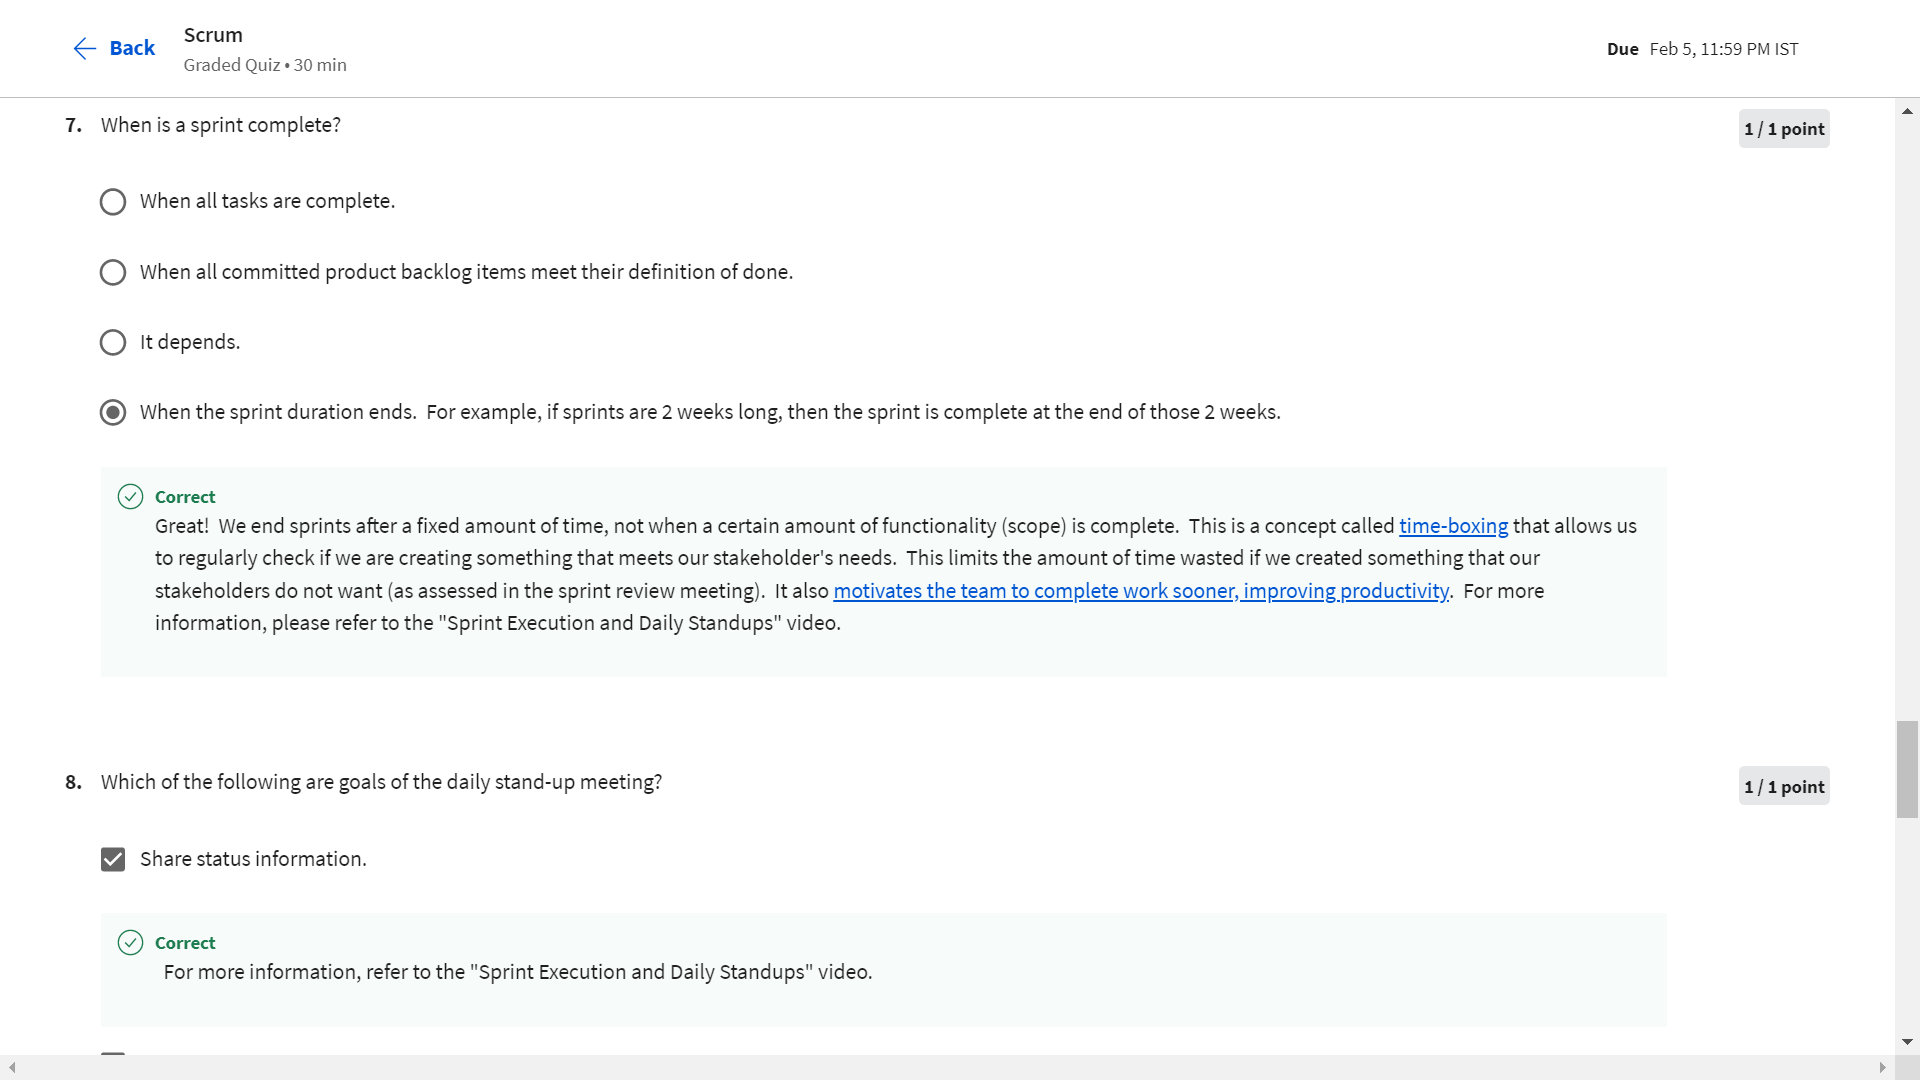 Back
Scrum
Graded Quiz • 30 min
Due Feb 5, 11:59 PM IST
7. When is a sprint complete?
1 / 1 point
When all tasks are complete.
When all committed product backlog items meet their definition of done.
It depends.
When the sprint duration ends. For example, if sprints are 2 weeks long, then the sprint is complete at the end of those 2 weeks.
Correct
Great! We end sprints after a fixed amount of time, not when a certain amount of functionality (scope) is complete. This is a concept called time-boxing that allows us
to regularly check if we are creating something that meets our stakeholder's needs. This limits the amount of time wasted if we created something that our
stakeholders do not want (as assessed in the sprint review meeting). It also motivates the team to complete work sooner, improving productivity. For more
information, please refer to the "Sprint Execution and Daily Standups" video.
8. Which of the following are goals of the daily stand-up meeting?
1 / 1 point
Share status information.
Correct
For more information, refer to the "Sprint Execution and Daily Standups" video.